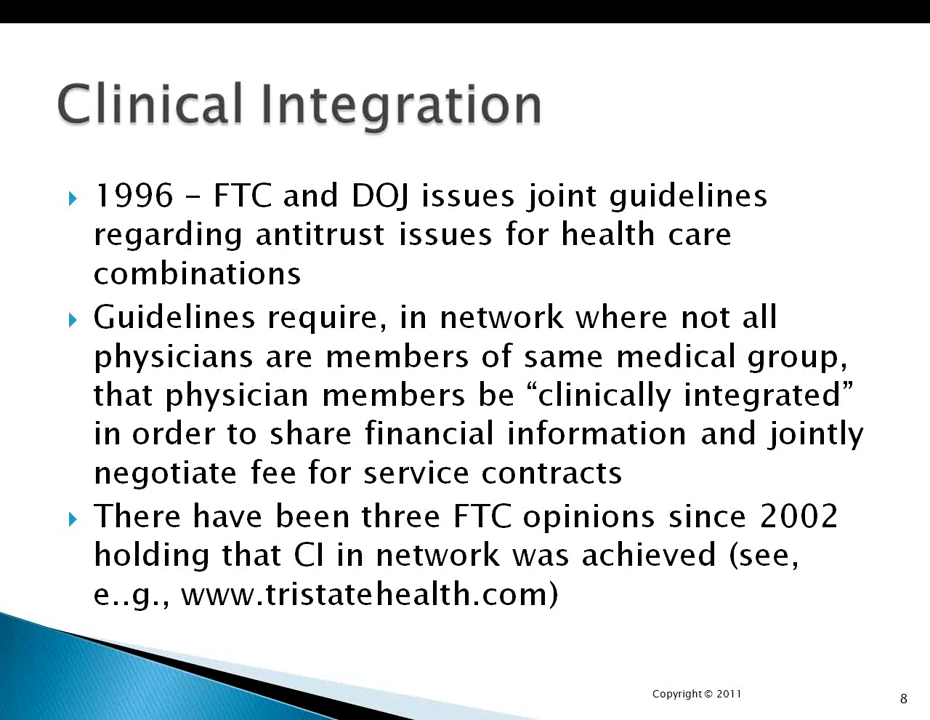 Clinical Integration
1996 – FTC and DOJ issues joint guidelines
regarding antitrust issues for health care
combinations
Guidelines require, in network where not all
physicians are members of same medical group,
that physician members be “clinically integrated”
in order to share financial information and jointly
negotiate fee for service contracts
There have been three FTC opinions since 2002
holding that CI in network was achieved (see,
e..g., www.tristatehealth.com)
Copyright © 2011
8